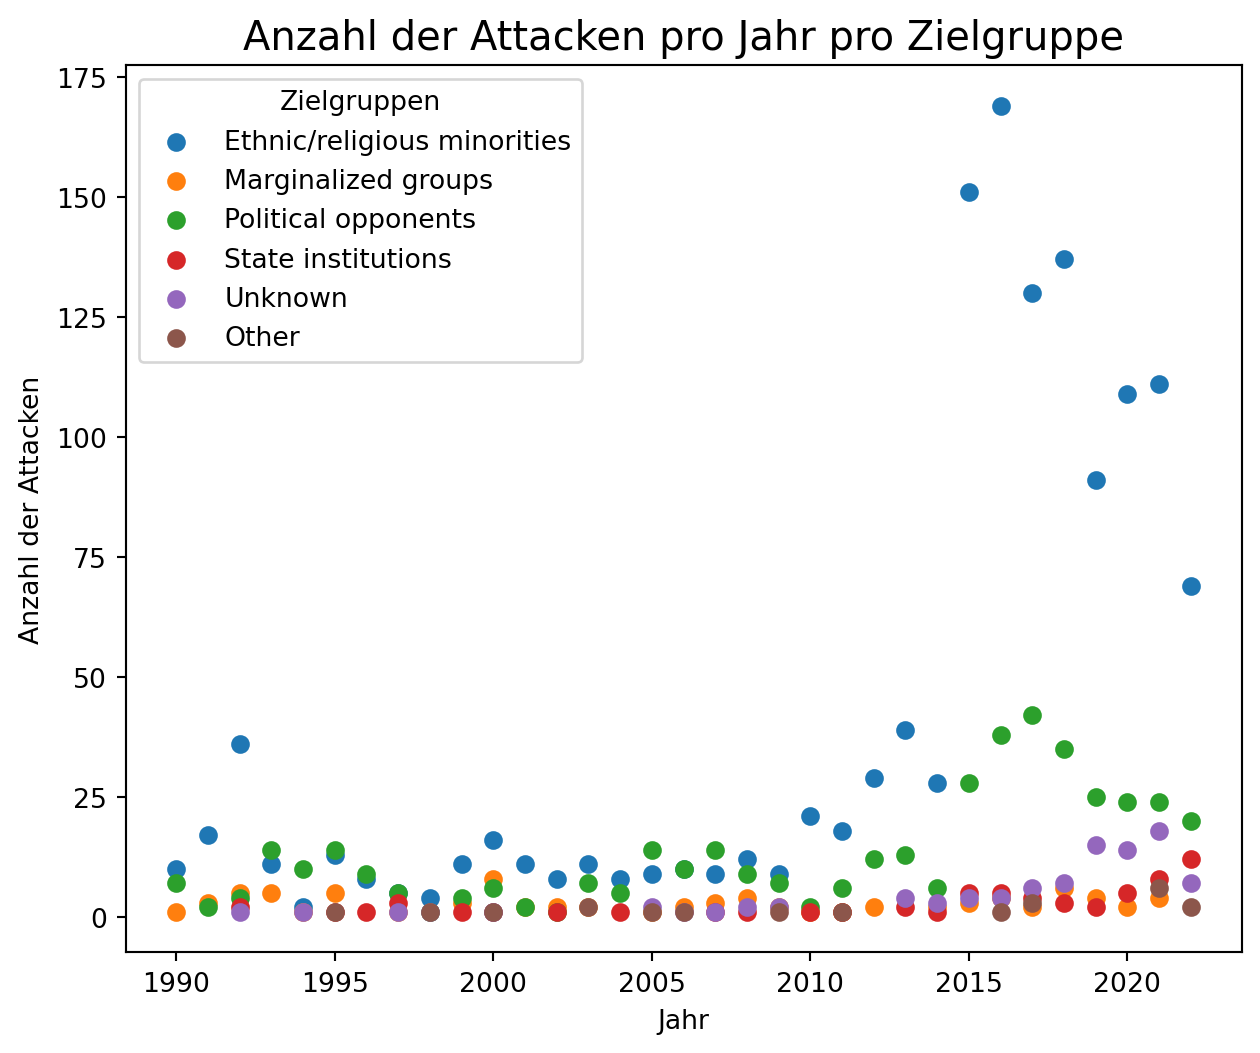 Anzahl der Attacken pro Jahr pro Zielgruppe
175
150
125
100
75
50
25
0
Anzahl der Attacken
Zielgruppen
Ethnic/religious minorities
Marginalized groups
Political opponents
State institutions
Unknown
Other
1990 1995 2000 2005 2010 2015 2020
Jahr